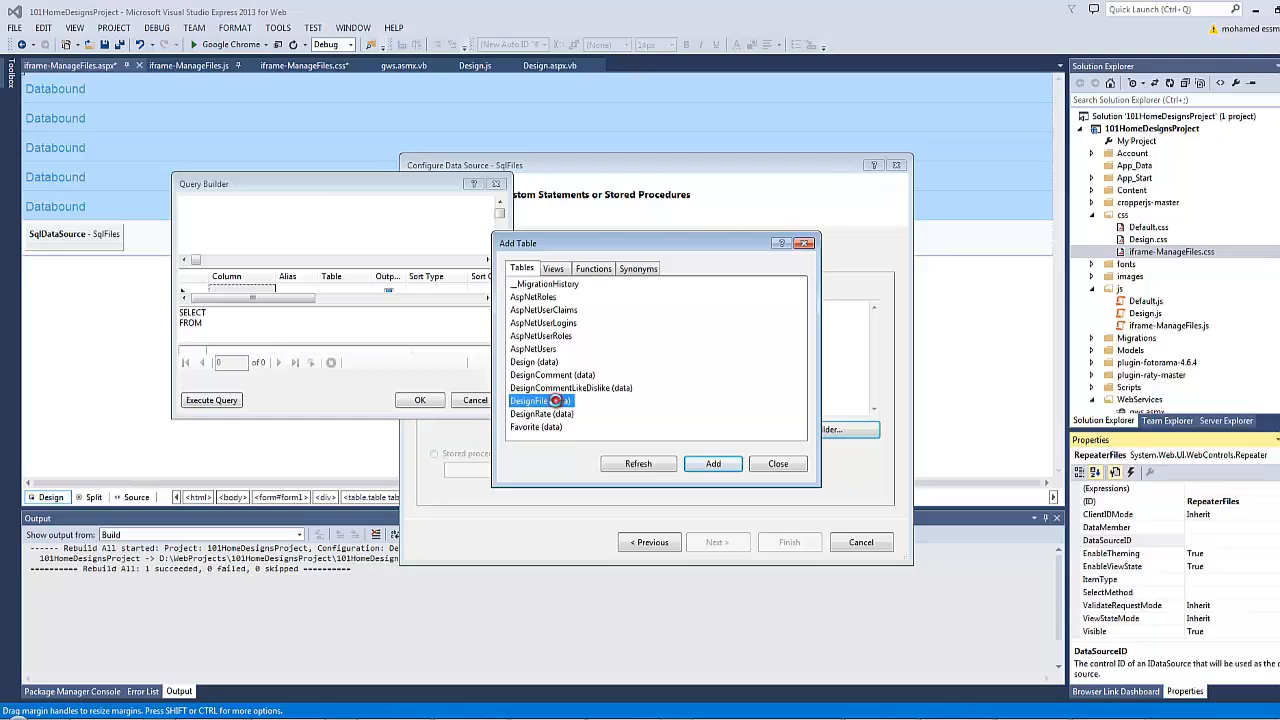 101HomeDesignsProject - Microsoft Visual Studio Express 2013 for Web
Quick Launch (Ctrl+Q)
FILE EDIT VIEW PROJECT DEBUG TEAM FORMAT TOOLS TEST WINDOW HELP
mohamed essm
Google Chrome Debug (New Auto ID) (None) 14px
iframe-ManageFiles.aspx* iframe-ManageFiles.js iframe-ManageFiles.css* gws.asmx.vb Design.js Design.aspx.vb
Toolbox
Databound
Databound
Databound
Databound
Databound
SqlDataSource - SqlFiles
Configure Data Source - SqlFiles
stom Statements or Stored Procedures
Query Builder
Column Alias Table Outp... Sort Type Sort O
SELECT
FROM
0 of 0
Execute Query OK Cancel
Add Table
Tables Views Functions Synonyms
__MigrationHistory
AspNetRoles
AspNetUserClaims
AspNetUserLogins
AspNetUserRoles
AspNetUsers
Design (data)
DesignComment (data)
DesignCommentLikeDislike (data)
DesignFile
DesignRate (data)
Favorite (data)
Refresh Add Close
lder...
Stored proce
< Previous Next > Finish Cancel
Design Split Source <html> <body> <form#form1> <div> <table.table tab
Output
Show output from: Build
------ Rebuild All started: Project: 101HomeDesignsProject, Configuration: De
101HomeDesignsProject -> D:\WebProjects\101HomeDesignsProject\101HomeDesigns
========== Rebuild All: 1 succeeded, 0 failed, 0 skipped ==========
Package Manager Console Error List Output
Drag margin handles to resize margins. Press SHIFT or CTRL for more options.
Solution Explorer
Search Solution Explorer (Ctrl+;)
Solution '101HomeDesignsProject' (1 project)
101HomeDesignsProject
My Project
Account
App_Data
App_Start
Content
cropperjs-master
css
Default.css
Design.css
iframe-ManageFiles.css
fonts
images
js
Default.js
Design.js
iframe-ManageFiles.js
Migrations
Models
plugin-fotorama-4.6.4
plugin-raty-master
Scripts
WebServices
gws.asmx
Solution Explorer Team Explorer Server Explorer
Properties
RepeaterFiles System.Web.UI.WebControls.Repeater
(Expressions)
(ID) RepeaterFiles
ClientIDMode Inherit
DataMember
DataSourceID
EnableTheming True
EnableViewState True
ItemType
SelectMethod
ValidateRequestMode Inherit
ViewStateMode Inherit
Visible True
DataSourceID
The control ID of an IDataSource that will be used as the
source.
Browser Link Dashboard Properties